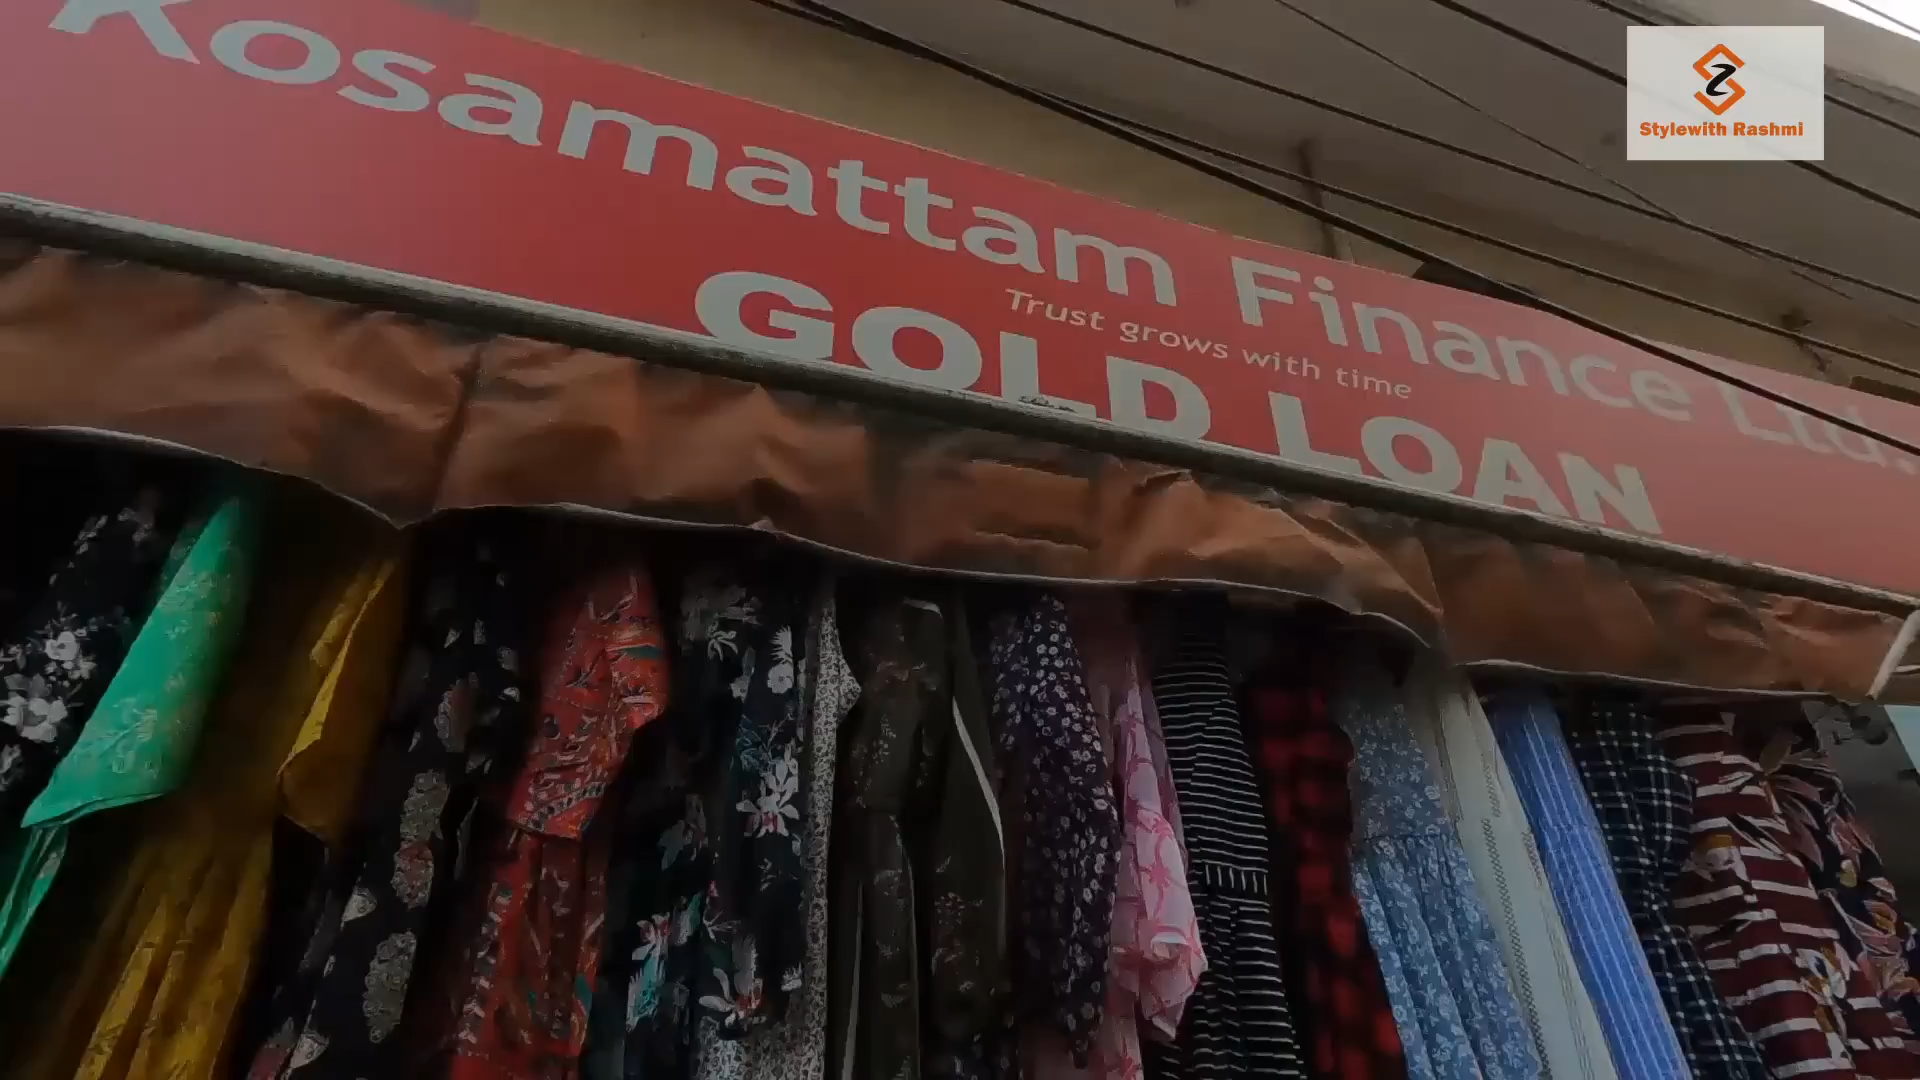 Kosamattam Finance Ltd.
Trust grows with time
GOLD LOAN
Stylewith Rashmi